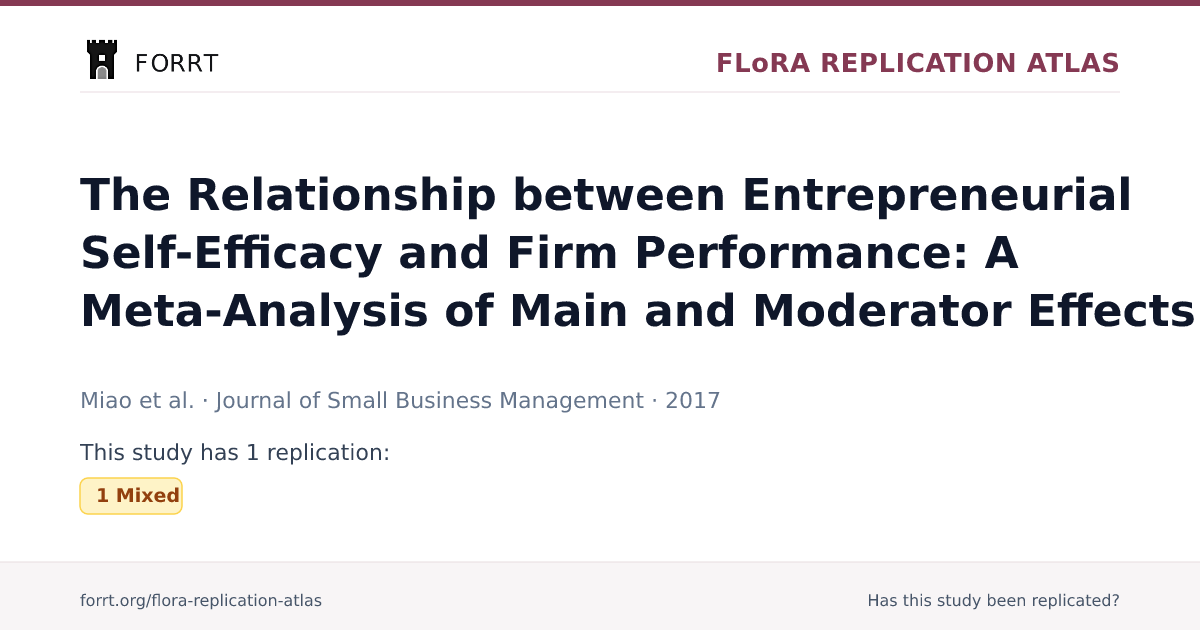 FORRT
FLoRA REPLICATION ATLAS
The Relationship between Entrepreneurial
Self-Efficacy and Firm Performance: A
Meta-Analysis of Main and Moderator Effects
Miao et al. · Journal of Small Business Management · 2017
This study has 1 replication:
1 Mixed
forrt.org/flora-replication-atlas
Has this study been replicated?